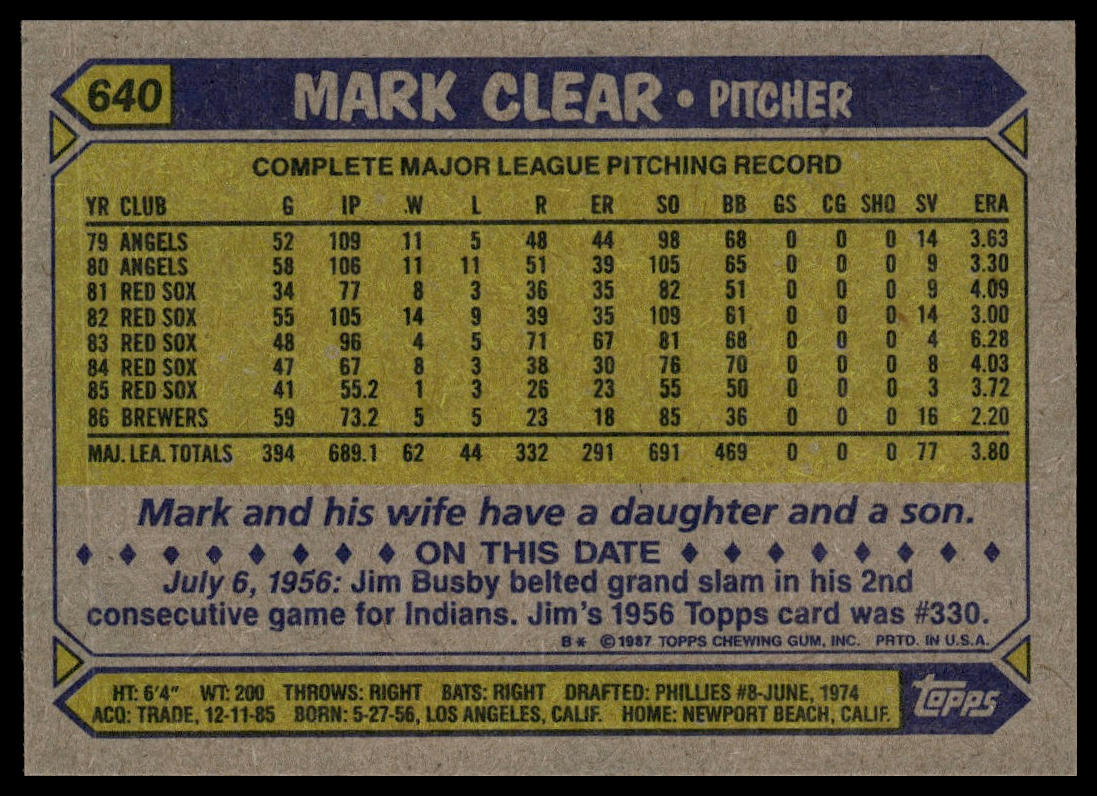 640 MARK CLEAR • PITCHER
COMPLETE MAJOR LEAGUE PITCHING RECORD
YR CLUB G IP W L R ER SO BB GS CG SHO SV ERA
79 ANGELS 52 109 11 5 48 44 98 68 0 0 0 14 3.63
80 ANGELS 58 106 11 11 51 39 105 65 0 0 0 9 3.30
81 RED SOX 34 77 8 3 36 35 82 51 0 0 0 9 4.09
82 RED SOX 55 105 14 9 39 35 109 61 0 0 0 14 3.00
83 RED SOX 48 96 4 5 71 67 81 68 0 0 0 4 6.28
84 RED SOX 47 67 8 3 38 30 76 70 0 0 0 8 4.03
85 RED SOX 41 55.2 1 3 26 23 55 50 0 0 0 3 3.72
86 BREWERS 59 73.2 5 5 23 18 85 36 0 0 0 16 2.20
MAJ. LEA. TOTALS 394 689.1 62 44 332 291 691 469 0 0 0 77 3.80
Mark and his wife have a daughter and a son.
ON THIS DATE
July 6, 1956: Jim Busby belted grand slam in his 2nd
consecutive game for Indians. Jim's 1956 Topps card was #330.
B* ©1987 TOPPS CHEWING GUM, INC. PRTD. IN U.S.A.
HT: 6'4" WT: 200 THROWS: RIGHT BATS: RIGHT DRAFTED: PHILLIES #8-JUNE, 1974
ACQ: TRADE, 12-11-85 BORN: 5-27-56, LOS ANGELES, CALIF. HOME: NEWPORT BEACH, CALIF.
Topps